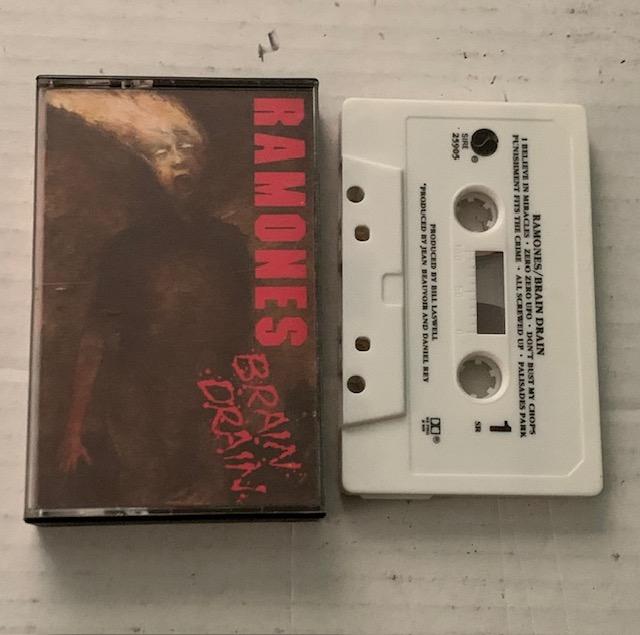 RAMONES
BRAIN
DRAIN
RAMONES/BRAIN DRAIN
I BELIEVE IN MIRACLES • ZERO ZERO UFO • DON'T BUST MY CHOPS
PUNISHMENT FITS THE CRIME • ALL SCREWED UP • PALISADES PARK
SIRE
25905
PRODUCED BY BILL LASWELL
*PRODUCED BY JEAN BEAUVOIR AND DANIEL REY
1
SR